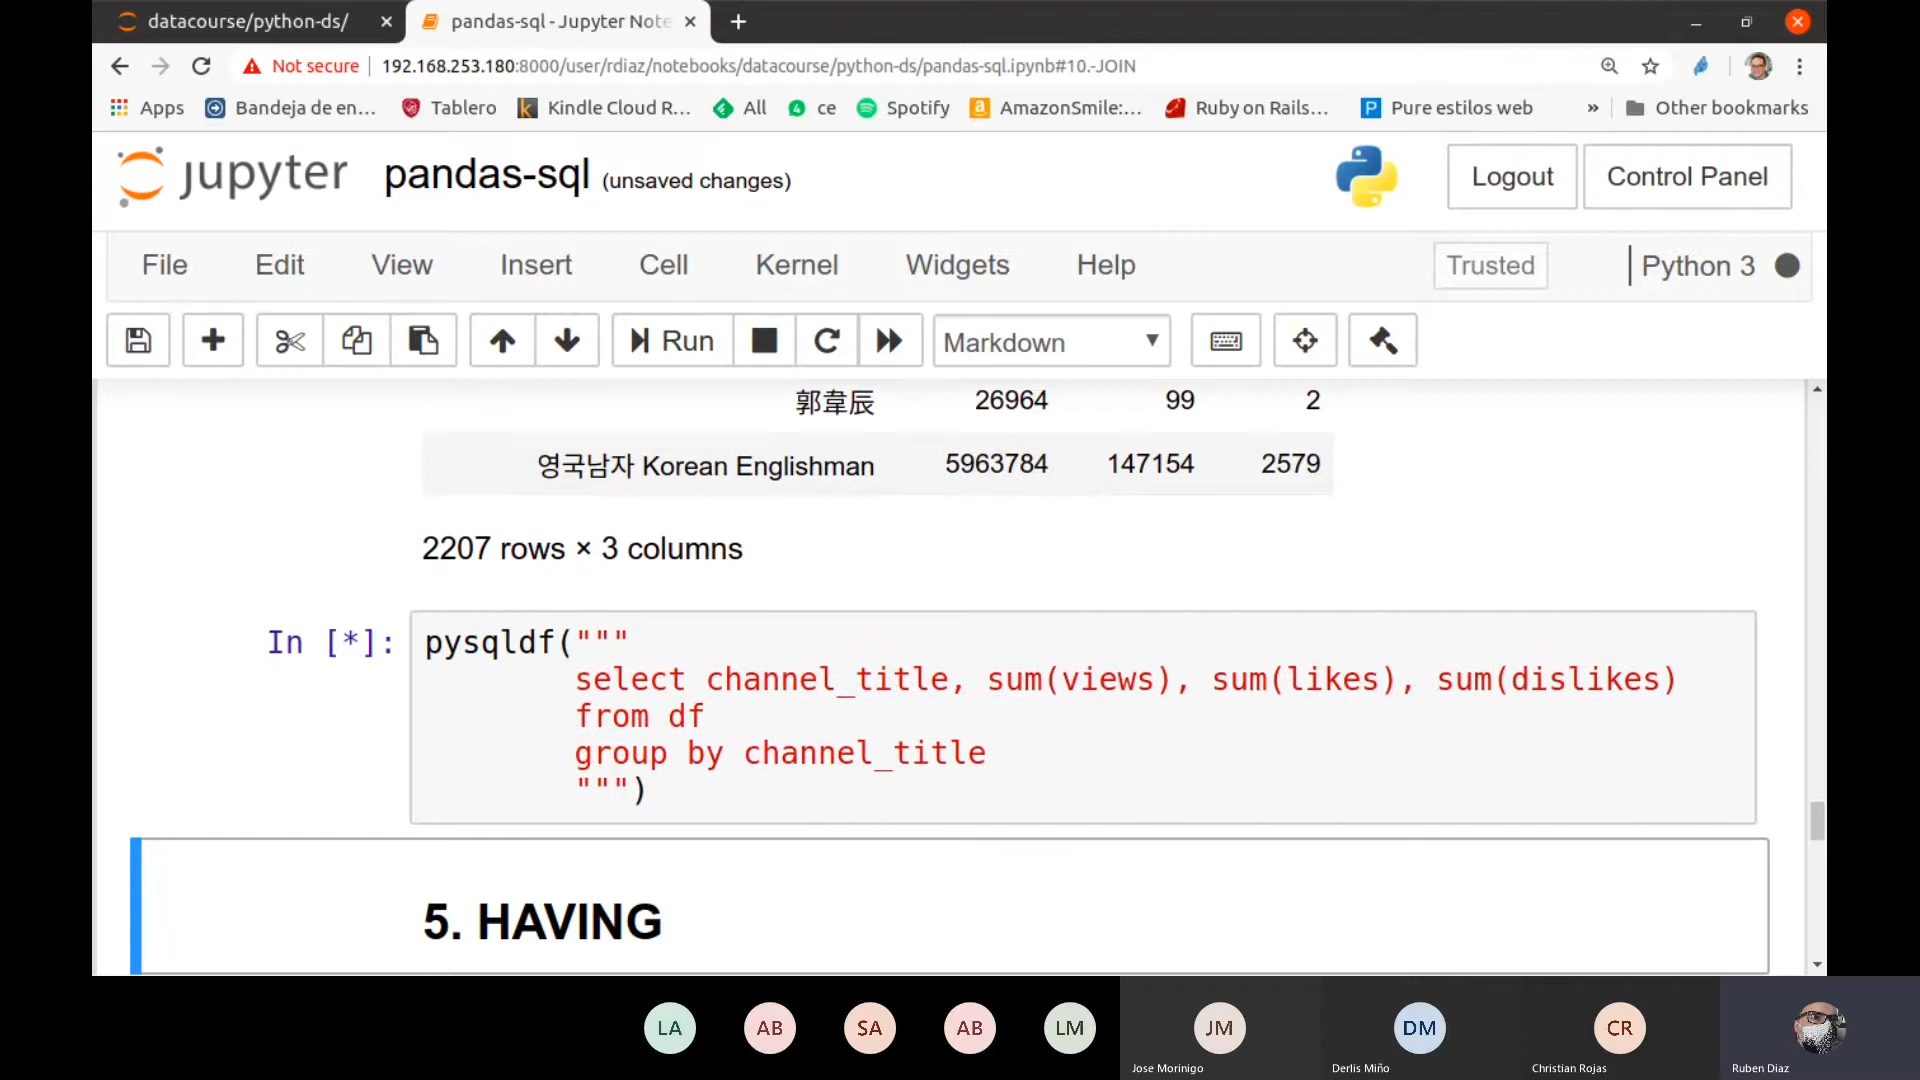 datacourse/python-ds/
pandas-sql - Jupyter Note
Not secure
192.168.253.180:8000/user/rdiaz/notebooks/datacourse/python-ds/pandas-sql.ipynb#10.-JOIN
Apps
Bandeja de en...
Tablero
Kindle Cloud R...
All
ce
Spotify
AmazonSmile:...
Ruby on Rails...
Pure estilos web
»
Other bookmarks
jupyter
pandas-sql (unsaved changes)
Logout
Control Panel
File
Edit
View
Insert
Cell
Kernel
Widgets
Help
Trusted
Python 3
Run
Markdown
郭韋辰 26964 99 2
영국남자 Korean Englishman 5963784 147154 2579
2207 rows × 3 columns
In [*]: pysqldf("""
select channel_title, sum(views), sum(likes), sum(dislikes)
from df
group by channel_title
""")
5. HAVING
LA
AB
SA
AB
LM
JM
DM
CR
Jose Morinigo
Derlis Miño
Christian Rojas
Ruben Diaz